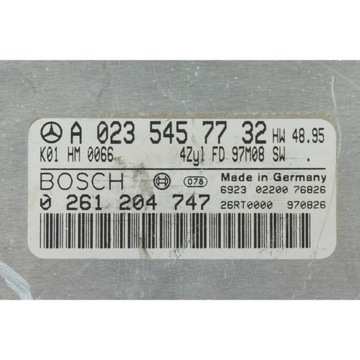 A 023 545 77 32 HW 48.95
K01 HM 0066 4Zyl FD 97M08 SW .
BOSCH 078 Made in Germany
6923 02200 76826
0 261 204 747 26RT0000 970826